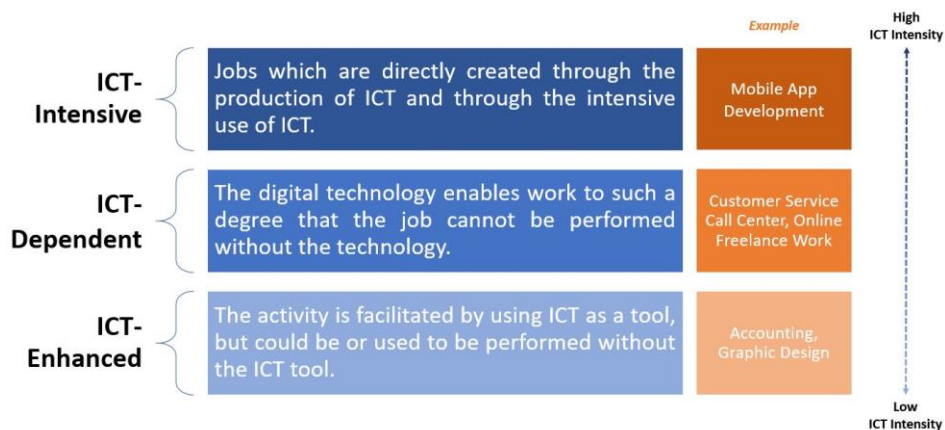 Example
High
ICT Intensity
ICT-
Intensive
Jobs which are directly created through the
production of ICT and through the intensive
use of ICT.
Mobile App
Development
ICT-
Dependent
The digital technology enables work to such a
degree that the job cannot be performed
without the technology.
Customer Service
Call Center, Online
Freelance Work
ICT-
Enhanced
The activity is facilitated by using ICT as a tool,
but could be or used to be performed without
the ICT tool.
Accounting,
Graphic Design
Low
ICT Intensity